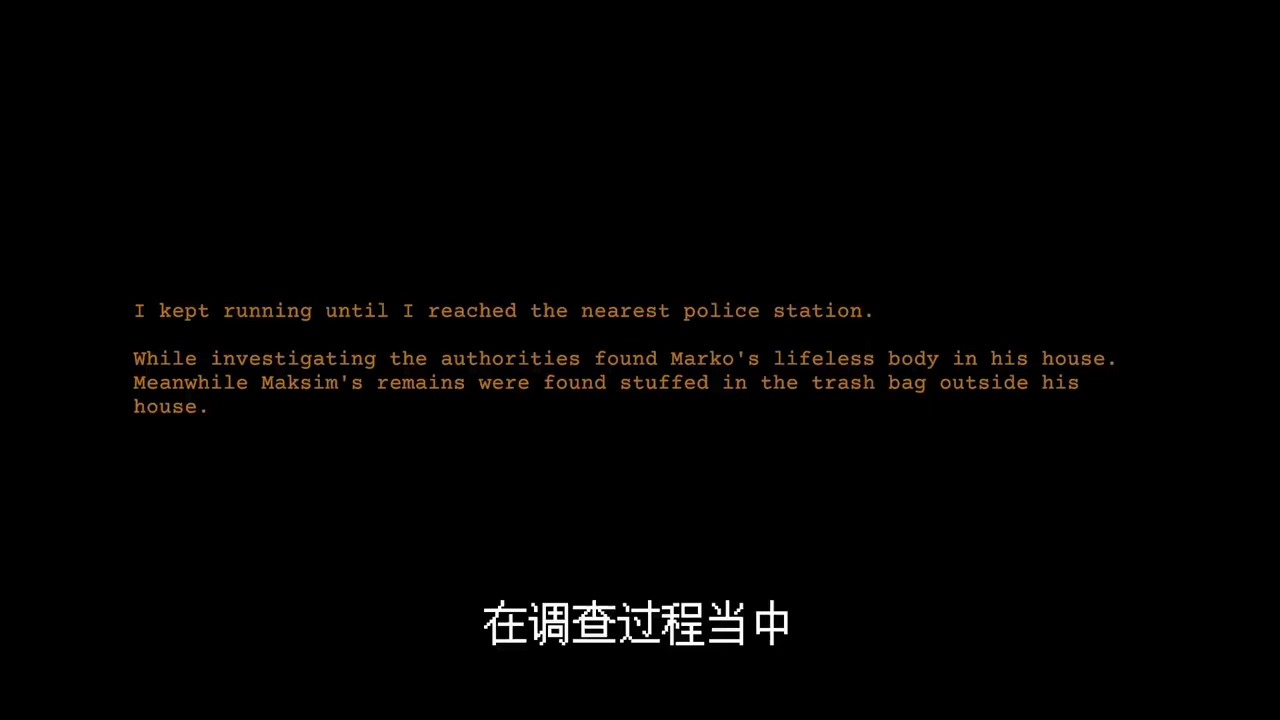 I kept running until I reached the nearest police station.
While investigating the authorities found Marko's lifeless body in his house.
Meanwhile Maksim's remains were found stuffed in the trash bag outside his
house.
在调查过程当中